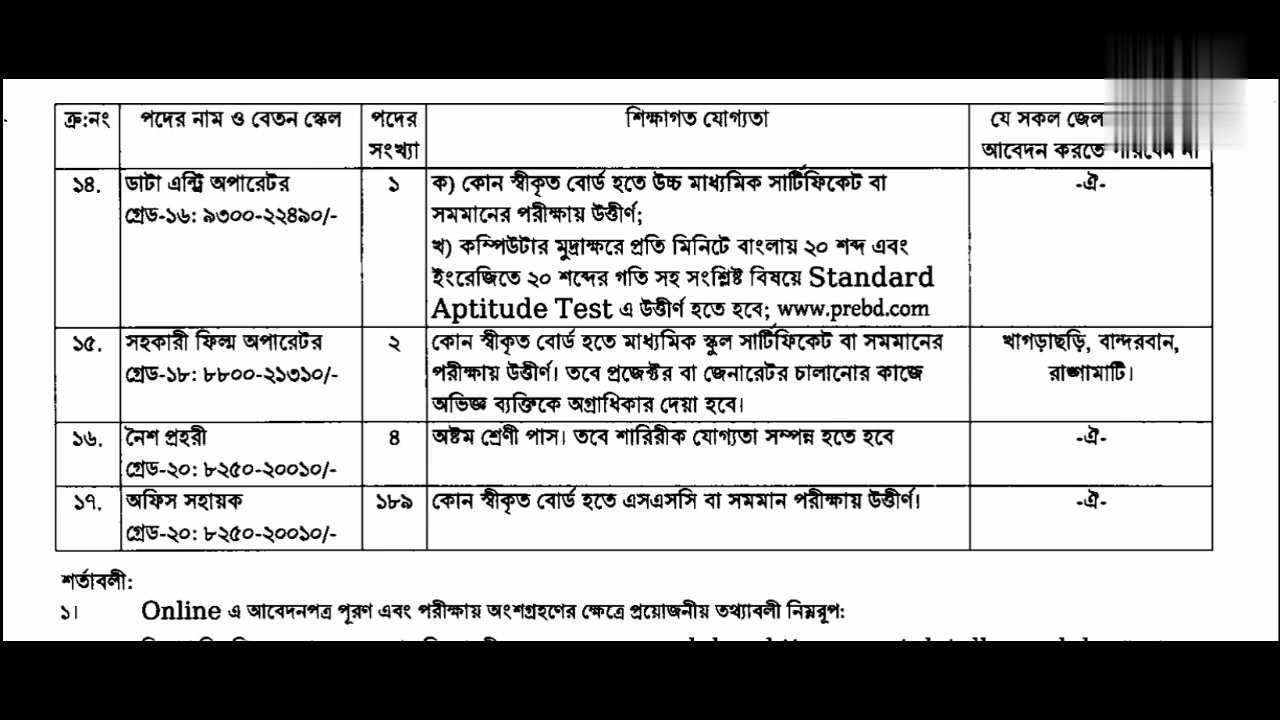 ক্র:নং পদের নাম ও বেতন স্কেল পদের সংখ্যা শিক্ষাগত যোগ্যতা যে সকল জেল
আবেদন করতে
১৪. ডাটা এন্ট্রি অপারেটর
গ্রেড-১৬: ৯৩০০-২২৪৯০/-
১
ক) কোন স্বীকৃত বোর্ড হতে উচ্চ মাধ্যমিক সার্টিফিকেট বা
সমমানের পরীক্ষায় উত্তীর্ণ;
খ) কম্পিউটার মুদ্রাক্ষরে প্রতি মিনিটে বাংলায় ২০ শব্দ এবং
ইংরেজিতে ২০ শব্দের গতি সহ সংশ্লিষ্ট বিষয়ে Standard
Aptitude Test এ উত্তীর্ণ হতে হবে; www.prebd.com
-ঐ-
১৫. সহকারী ফিল্ম অপারেটর
গ্রেড-১৮: ৮৮০০-২১৩১০/-
২
কোন স্বীকৃত বোর্ড হতে মাধ্যমিক স্কুল সার্টিফিকেট বা সমমানের
পরীক্ষায় উত্তীর্ণ। তবে প্রজেক্টর বা জেনারেটর চালানোর কাজে
অভিজ্ঞ ব্যক্তিকে অগ্রাধিকার দেয়া হবে।
খাগড়াছড়ি, বান্দরবান,
রাঙ্গামাটি।
১৬. নৈশ প্রহরী
গ্রেড-২০: ৮২৫০-২০০১০/-
৪
অষ্টম শ্রেণী পাস। তবে শারিরীক যোগ্যতা সম্পন্ন হতে হবে
-ঐ-
১৭. অফিস সহায়ক
গ্রেড-২০: ৮২৫০-২০০১০/-
১৮৯
কোন স্বীকৃত বোর্ড হতে এসএসসি বা সমমান পরীক্ষায় উত্তীর্ণ।
-ঐ-
শর্তাবলী:
১। Online এ আবেদনপত্র পূরণ এবং পরীক্ষায় অংশগ্রহণের ক্ষেত্রে প্রয়োজনীয় তথ্যাবলী নিম্নরূপ: